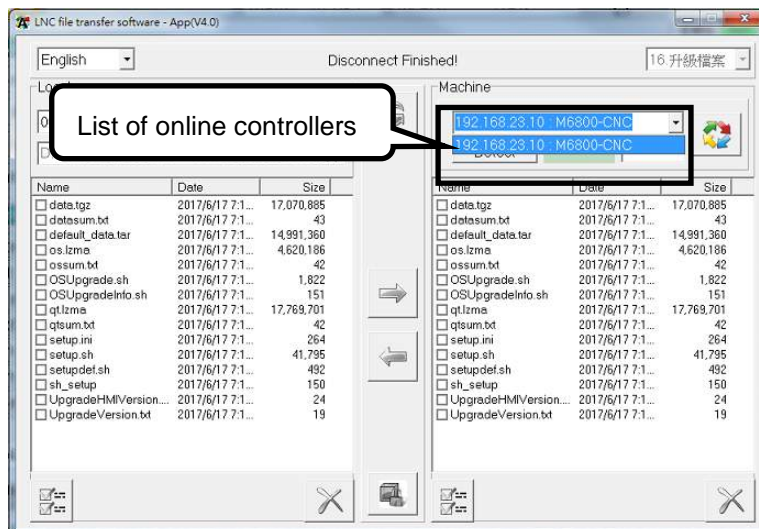 LNC file transfer software - App(V4.0)
English
Disconnect Finished!
16.升級檔案
Machine
List of online controllers
192.168.23.10 : M6800-CNC
192.168.23.10 : M6800-CNC
Name Date Size
data.tgz 2017/6/17 7:1... 17,070,885
datasum.txt 2017/6/17 7:1... 43
default_data.tar 2017/6/17 7:1... 14,991,360
os.lzma 2017/6/17 7:1... 4,620,186
ossum.txt 2017/6/17 7:1... 42
OSUpgrade.sh 2017/6/17 7:1... 1,822
OSUpgradeInfo.sh 2017/6/17 7:1... 151
qt.lzma 2017/6/17 7:1... 17,769,701
qtsum.txt 2017/6/17 7:1... 42
setup.ini 2017/6/17 7:1... 264
setup.sh 2017/6/17 7:1... 41,795
setupdef.sh 2017/6/17 7:1... 492
sh_setup 2017/6/17 7:1... 150
UpgradeHMIVersion.... 2017/6/17 7:1... 24
UpgradeVersion.txt 2017/6/17 7:1... 19
Name Date Size
data.tgz 2017/6/17 7:1... 17,070,885
datasum.txt 2017/6/17 7:1... 43
default_data.tar 2017/6/17 7:1... 14,991,360
os.lzma 2017/6/17 7:1... 4,620,186
ossum.txt 2017/6/17 7:1... 42
OSUpgrade.sh 2017/6/17 7:1... 1,822
OSUpgradeInfo.sh 2017/6/17 7:1... 151
qt.lzma 2017/6/17 7:1... 17,769,701
qtsum.txt 2017/6/17 7:1... 42
setup.ini 2017/6/17 7:1... 264
setup.sh 2017/6/17 7:1... 41,795
setupdef.sh 2017/6/17 7:1... 492
sh_setup 2017/6/17 7:1... 150
UpgradeHMIVersion.... 2017/6/17 7:1... 24
UpgradeVersion.txt 2017/6/17 7:1... 19